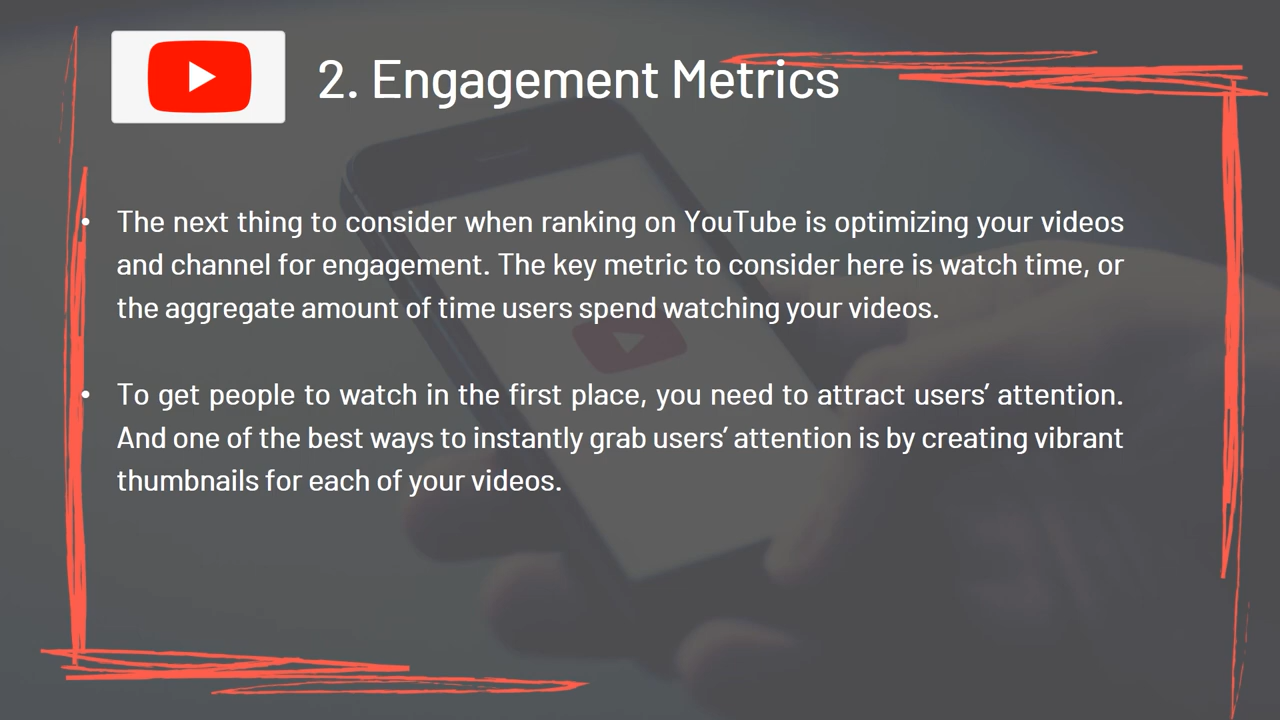 2. Engagement Metrics
• The next thing to consider when ranking on YouTube is optimizing your videos
and channel for engagement. The key metric to consider here is watch time, or
the aggregate amount of time users spend watching your videos.
• To get people to watch in the first place, you need to attract users’ attention.
And one of the best ways to instantly grab users’ attention is by creating vibrant
thumbnails for each of your videos.